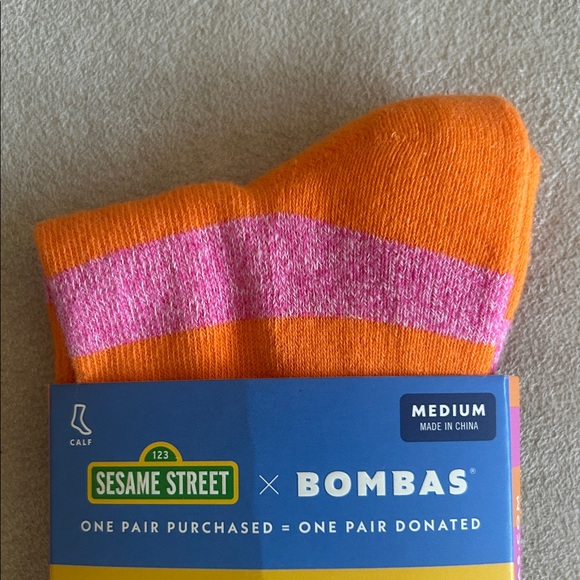 MEDIUM
MADE IN CHINA
CALF
123
SESAME STREET × BOMBAS®
ONE PAIR PURCHASED = ONE PAIR DONATED